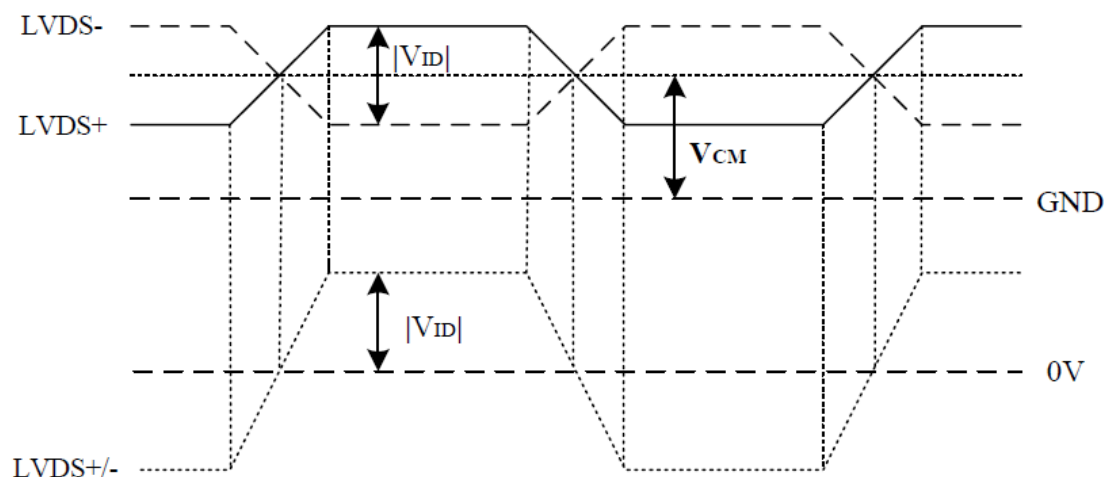 LVDS-
|VID|
LVDS+
VCM
GND
|VID|
0V
LVDS+/-